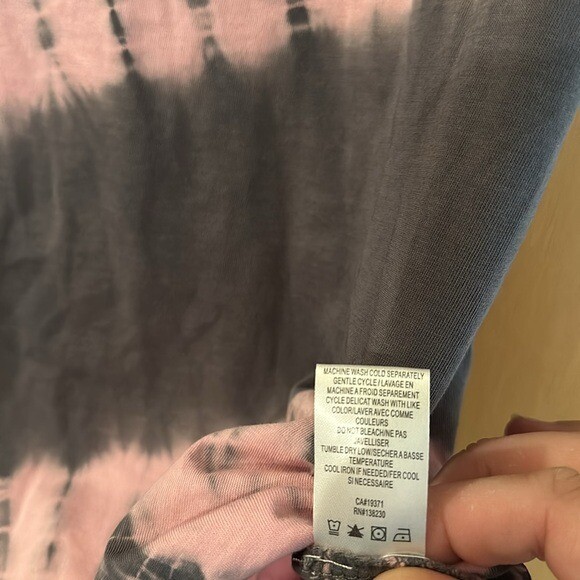 MACHINE WASH COLD SEPARATELY
GENTLE CYCLE / LAVAGE EN
MACHINE A FROID SEPAREMENT
CYCLE DELICAT WASH WITH LIKE
COLOR/LAVER AVEC COMME
COULEURS
DO NOT BLEACH/NE PAS
JAVELLISER
TUMBLE DRY LOW/SECHER A BASSE
TEMPERATURE
COOL IRON IF NEEDED/FER COOL
SI NECESSAIRE
CA#19371
RN#138230